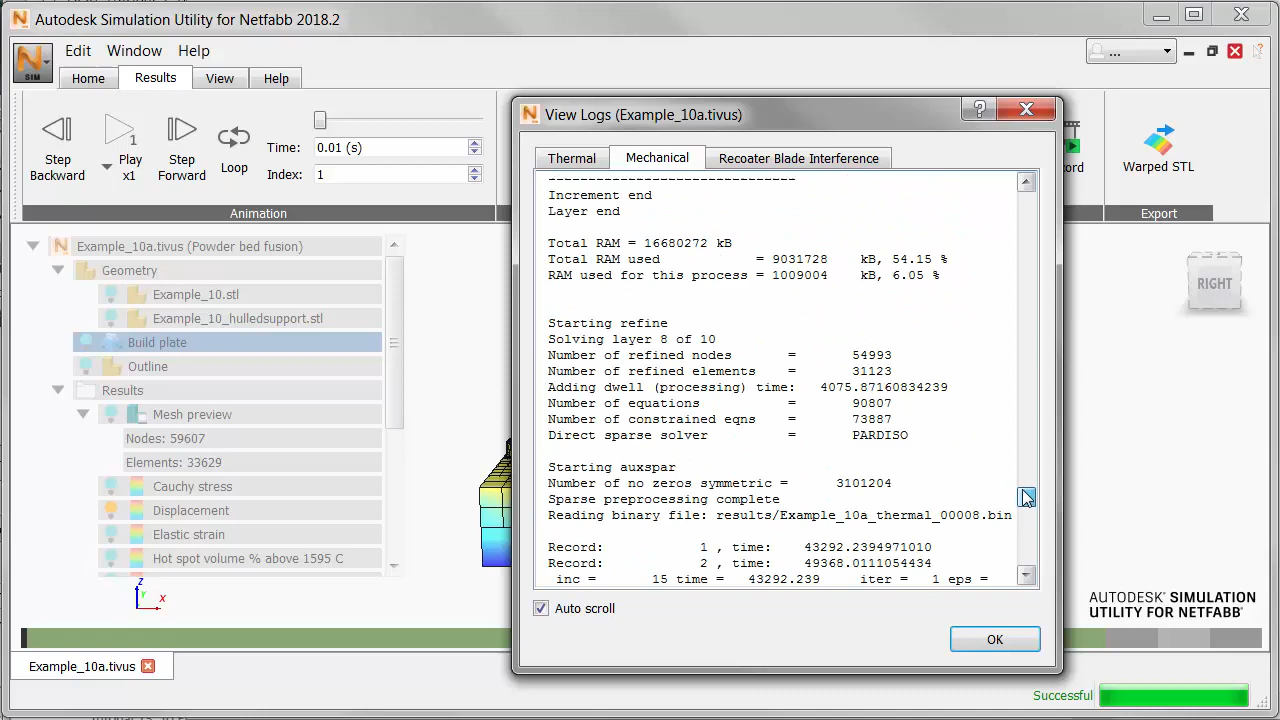 Autodesk Simulation Utility for Netfabb 2018.2
SIM
Edit Window Help
...
Home Results View Help
Step Backward
Play x1
1
Step Forward
Loop
Time: 0.01 (s)
Index: 1
Animation
Warped STL
Export
Example_10a.tivus (Powder bed fusion)
Geometry
Example_10.stl
Example_10_hulledsupport.stl
Build plate
Outline
Results
Mesh preview
Nodes: 59607
Elements: 33629
Cauchy stress
Displacement
Elastic strain
Hot spot volume % above 1595 C
Z
Y
X
View Logs (Example_10a.tivus)
Thermal Mechanical Recoater Blade Interference
-------------------------------
Increment end
Layer end
Total RAM = 16680272 kB
Total RAM used = 9031728 kB, 54.15 %
RAM used for this process = 1009004 kB, 6.05 %
Starting refine
Solving layer 8 of 10
Number of refined nodes = 54993
Number of refined elements = 31123
Adding dwell (processing) time: 4075.87160834239
Number of equations = 90807
Number of constrained eqns = 73887
Direct sparse solver = PARDISO
Starting auxspar
Number of no zeros symmetric = 3101204
Sparse preprocessing complete
Reading binary file: results/Example_10a_thermal_00008.bin
Record: 1 , time: 43292.2394971010
Record: 2 , time: 49368.0111054434
inc = 15 time = 43292.239 iter = 1 eps =
Auto scroll
OK
RIGHT
AUTODESK® SIMULATION
UTILITY FOR NETFABB®
Example_10a.tivus
Successful